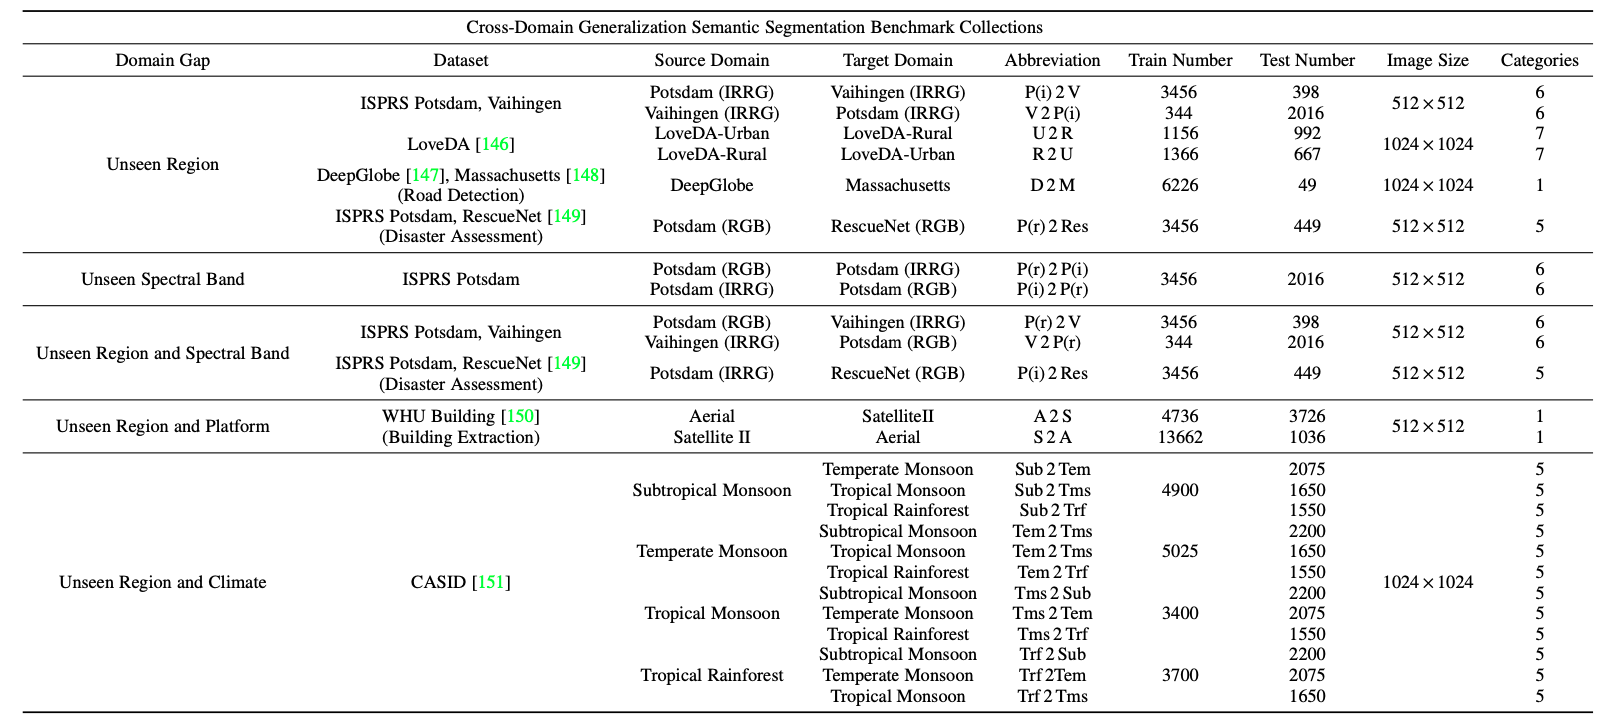 Cross-Domain Generalization Semantic Segmentation Benchmark Collections
Domain Gap Dataset Source Domain Target Domain Abbreviation Train Number Test Number Image Size Categories
Unseen Region
ISPRS Potsdam, Vaihingen
Potsdam (IRRG) Vaihingen (IRRG) P(i) 2 V 3456 398 512 × 512 6
Vaihingen (IRRG) Potsdam (IRRG) V 2 P(i) 344 2016 6
LoveDA [146]
LoveDA-Urban LoveDA-Rural U 2 R 1156 992 1024 × 1024 7
LoveDA-Rural LoveDA-Urban R 2 U 1366 667 7
DeepGlobe [147], Massachusetts [148]
(Road Detection)
DeepGlobe Massachusetts D 2 M 6226 49 1024 × 1024 1
ISPRS Potsdam, RescueNet [149]
(Disaster Assessment)
Potsdam (RGB) RescueNet (RGB) P(r) 2 Res 3456 449 512 × 512 5
Unseen Spectral Band
ISPRS Potsdam
Potsdam (RGB) Potsdam (IRRG) P(r) 2 P(i) 3456 2016 512 × 512 6
Potsdam (IRRG) Potsdam (RGB) P(i) 2 P(r) 6
Unseen Region and Spectral Band
ISPRS Potsdam, Vaihingen
Potsdam (RGB) Vaihingen (IRRG) P(r) 2 V 3456 398 512 × 512 6
Vaihingen (IRRG) Potsdam (RGB) V 2 P(r) 344 2016 6
ISPRS Potsdam, RescueNet [149]
(Disaster Assessment)
Potsdam (IRRG) RescueNet (RGB) P(i) 2 Res 3456 449 512 × 512 5
Unseen Region and Platform
WHU Building [150]
(Building Extraction)
Aerial SatelliteII A 2 S 4736 3726 512 × 512 1
Satellite II Aerial S 2 A 13662 1036 1
Unseen Region and Climate
CASID [151]
1024 × 1024
Temperate Monsoon Sub 2 Tem 2075 5
Subtropical Monsoon Tropical Monsoon Sub 2 Tms 4900 1650 5
Tropical Rainforest Sub 2 Trf 1550 5
Subtropical Monsoon Tem 2 Tms 2200 5
Temperate Monsoon Tropical Monsoon Tem 2 Tms 5025 1650 5
Tropical Rainforest Tem 2 Trf 1550 5
Subtropical Monsoon Tms 2 Sub 2200 5
Tropical Monsoon Temperate Monsoon Tms 2 Tem 3400 2075 5
Tropical Rainforest Tms 2 Trf 1550 5
Subtropical Monsoon Trf 2 Sub 2200 5
Tropical Rainforest Temperate Monsoon Trf 2Tem 3700 2075 5
Tropical Monsoon Trf 2 Tms 1650 5